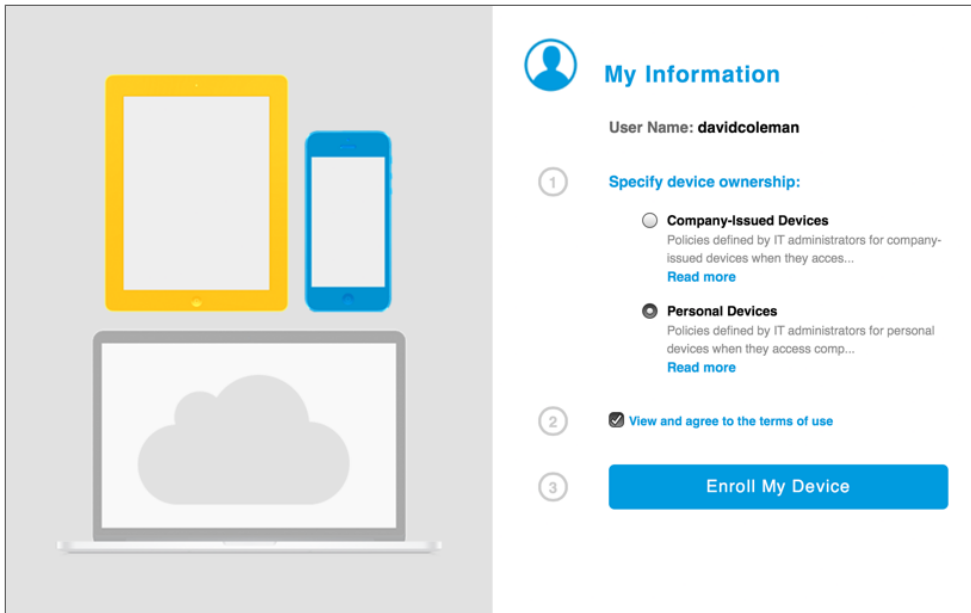 My Information
User Name: davidcoleman
1
Specify device ownership:
Company-Issued Devices
Policies defined by IT administrators for company-
issued devices when they acces...
Read more
Personal Devices
Policies defined by IT administrators for personal
devices when they access comp...
Read more
2
View and agree to the terms of use
3
Enroll My Device